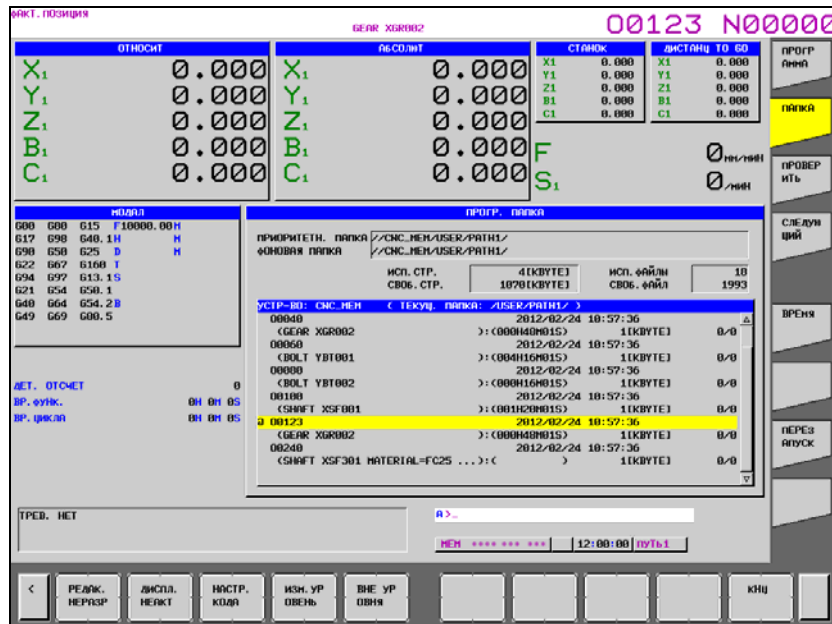 ФАКТ. ПОЗИЦИЯ
GEAR XGR002
O0123 N00000
ОТНОСИТ
X1 0.000
Y1 0.000
Z1 0.000
B1 0.000
C1 0.000
АБСОЛЮТ
X1 0.000
Y1 0.000
Z1 0.000
B1 0.000
C1 0.000
СТАНОК
X1 0.000
Y1 0.000
Z1 0.000
B1 0.000
C1 0.000
ДИСТАНЦ TO GO
X1 0.000
Y1 0.000
Z1 0.000
B1 0.000
C1 0.000
F 0 ММ/МИН
S1 0 /МИН
МОДАЛ
G00 G80 G15 F10000.00 M
G17 G98 G40.1 H M
G90 G50 G25 D M
G22 G67 G160 T
G94 G97 G13.1 S
G21 G54 G50.1
G40 G64 G54.2 B
G49 G69 G80.5
ДЕТ. ОТСЧЕТ 0
ВР. ФУНК. 0H 0M 0S
ВР. ЦИКЛА 0H 0M 0S
ПРОГР. ПАПКА
ПРИОРИТЕТН. ПАПКА //CNC_MEM/USER/PATH1/
ФОНОВАЯ ПАПКА //CNC_MEM/USER/PATH1/
ИСП. СТР. 4[KBYTE] ИСП. ФАЙЛЫ 10
СВОБ. СТР. 1070[KBYTE] СВОБ. ФАЙЛ 1993
УСТР-ВО: CNC_MEM ( ТЕКУЩ. ПАПКА: /USER/PATH1/ )
O0040 2012/02/24 10:57:36
(GEAR XGR002 ):(000H40M01S) 1[KBYTE] 0/0
O0060 2012/02/24 10:57:36
(BOLT YBT001 ):(004H16M01S) 1[KBYTE] 0/0
O0080 2012/02/24 10:57:36
(BOLT YBT002 ):(000H16M01S) 1[KBYTE] 0/0
O0100 2012/02/24 10:57:36
(SHAFT XSF001 ):(001H20M01S) 1[KBYTE] 0/0
@ O0123 2012/02/24 10:57:36
(GEAR XGR002 ):(000H40M01S) 1[KBYTE] 0/0
O0240 2012/02/24 10:57:36
(SHAFT XSF301 MATERIAL=FC25 ...):( ) 1[KBYTE] 0/0
ТРЕВ. НЕТ
A>_
MEM **** *** ***
12:00:00
ПУТЬ1
ПРОГР
АММА
ПАПКА
ПРОВЕР
ИТЬ
СЛЕДУЮ
ЩИЙ
ВРЕМЯ
ПЕРЕЗ
АПУСК
<
РЕДАК.
НЕРАЗР
ДИСПЛ.
НЕАКТ
НАСТР.
КОДА
ИЗН. УР
ОВЕНЬ
ВНЕ УР
ОВНЯ
КНЦ